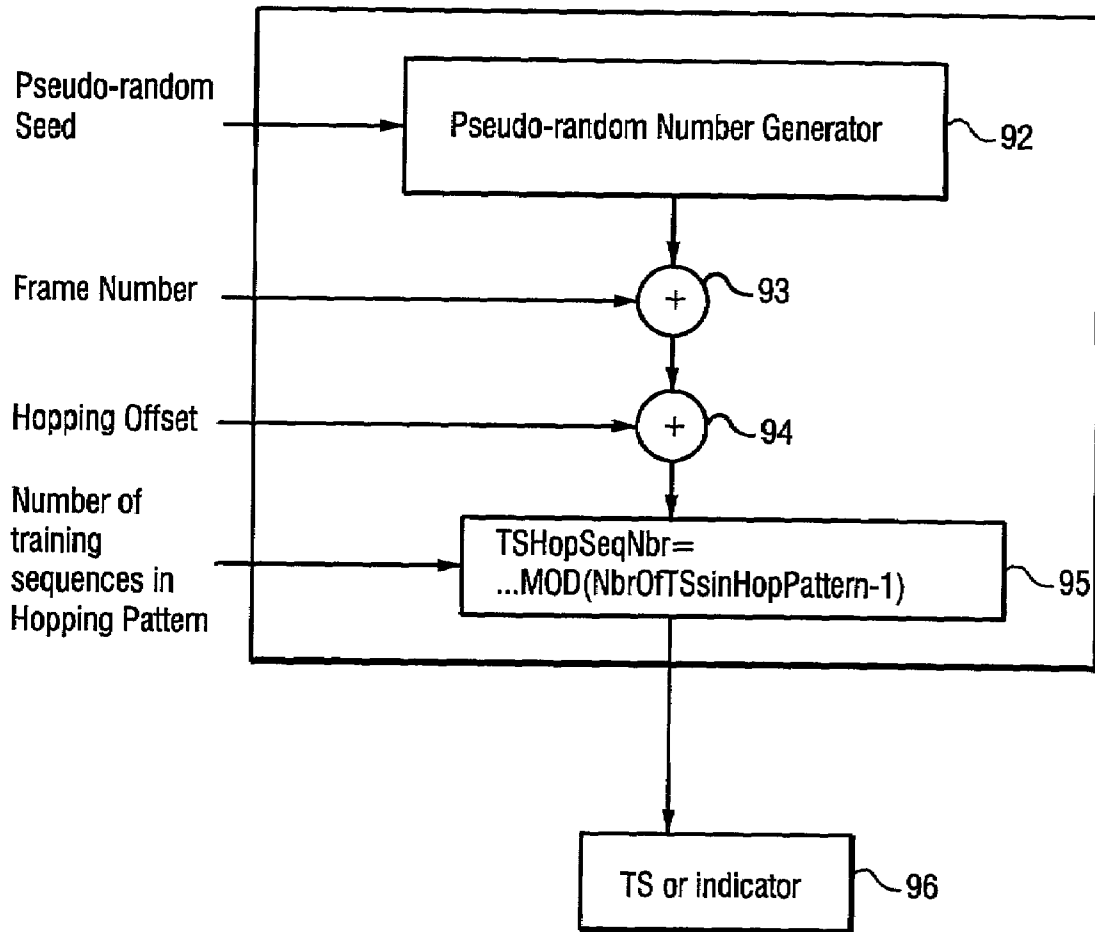 Pseudo-random
Seed
Pseudo-random Number Generator
92
Frame Number
+
93
Hopping Offset
+
94
Number of
training
sequences in
Hopping Pattern
TSHopSeqNbr=
...MOD(NbrOfTSsinHopPattern-1)
95
TS or indicator
96